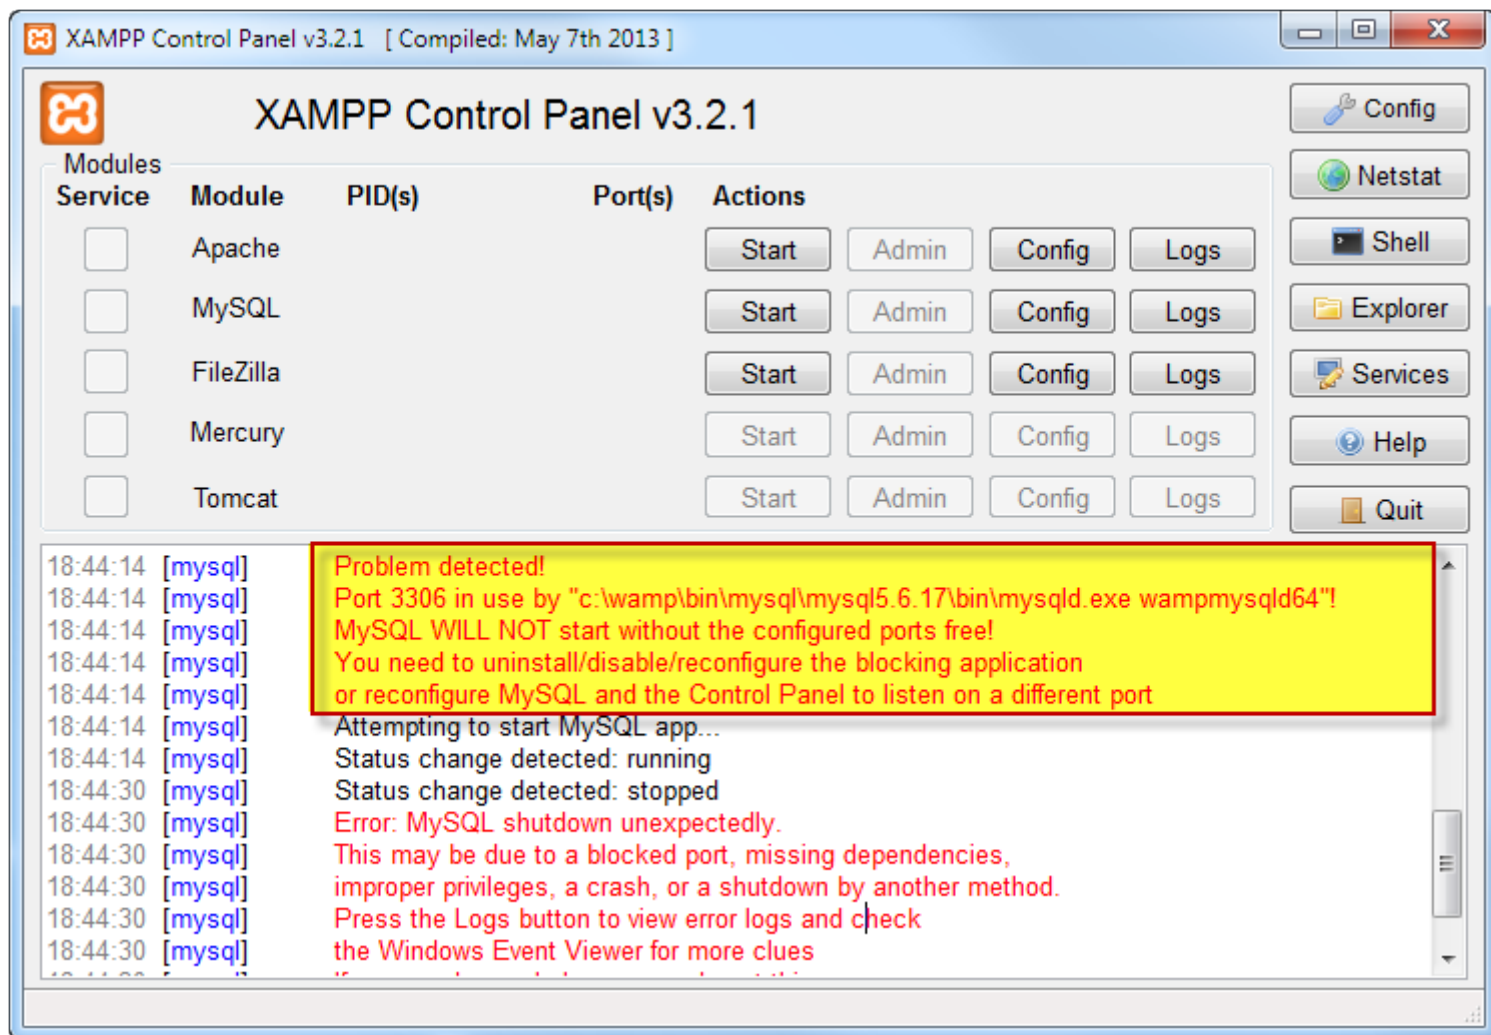 XAMPP Control Panel v3.2.1 [ Compiled: May 7th 2013 ]
XAMPP Control Panel v3.2.1
Config
Modules
Netstat
Service Module PID(s) Port(s) Actions
Apache Start Admin Config Logs
Shell
MySQL Start Admin Config Logs
Explorer
FileZilla Start Admin Config Logs
Services
Mercury Start Admin Config Logs
Help
Tomcat Start Admin Config Logs
Quit
18:44:14 [mysql] Problem detected!
18:44:14 [mysql] Port 3306 in use by "c:\wamp\bin\mysql\mysql5.6.17\bin\mysqld.exe wampmysqld64"!
18:44:14 [mysql] MySQL WILL NOT start without the configured ports free!
18:44:14 [mysql] You need to uninstall/disable/reconfigure the blocking application
18:44:14 [mysql] or reconfigure MySQL and the Control Panel to listen on a different port
18:44:14 [mysql] Attempting to start MySQL app...
18:44:14 [mysql] Status change detected: running
18:44:30 [mysql] Status change detected: stopped
18:44:30 [mysql] Error: MySQL shutdown unexpectedly.
18:44:30 [mysql] This may be due to a blocked port, missing dependencies,
18:44:30 [mysql] improper privileges, a crash, or a shutdown by another method.
18:44:30 [mysql] Press the Logs button to view error logs and check
18:44:30 [mysql] the Windows Event Viewer for more clues